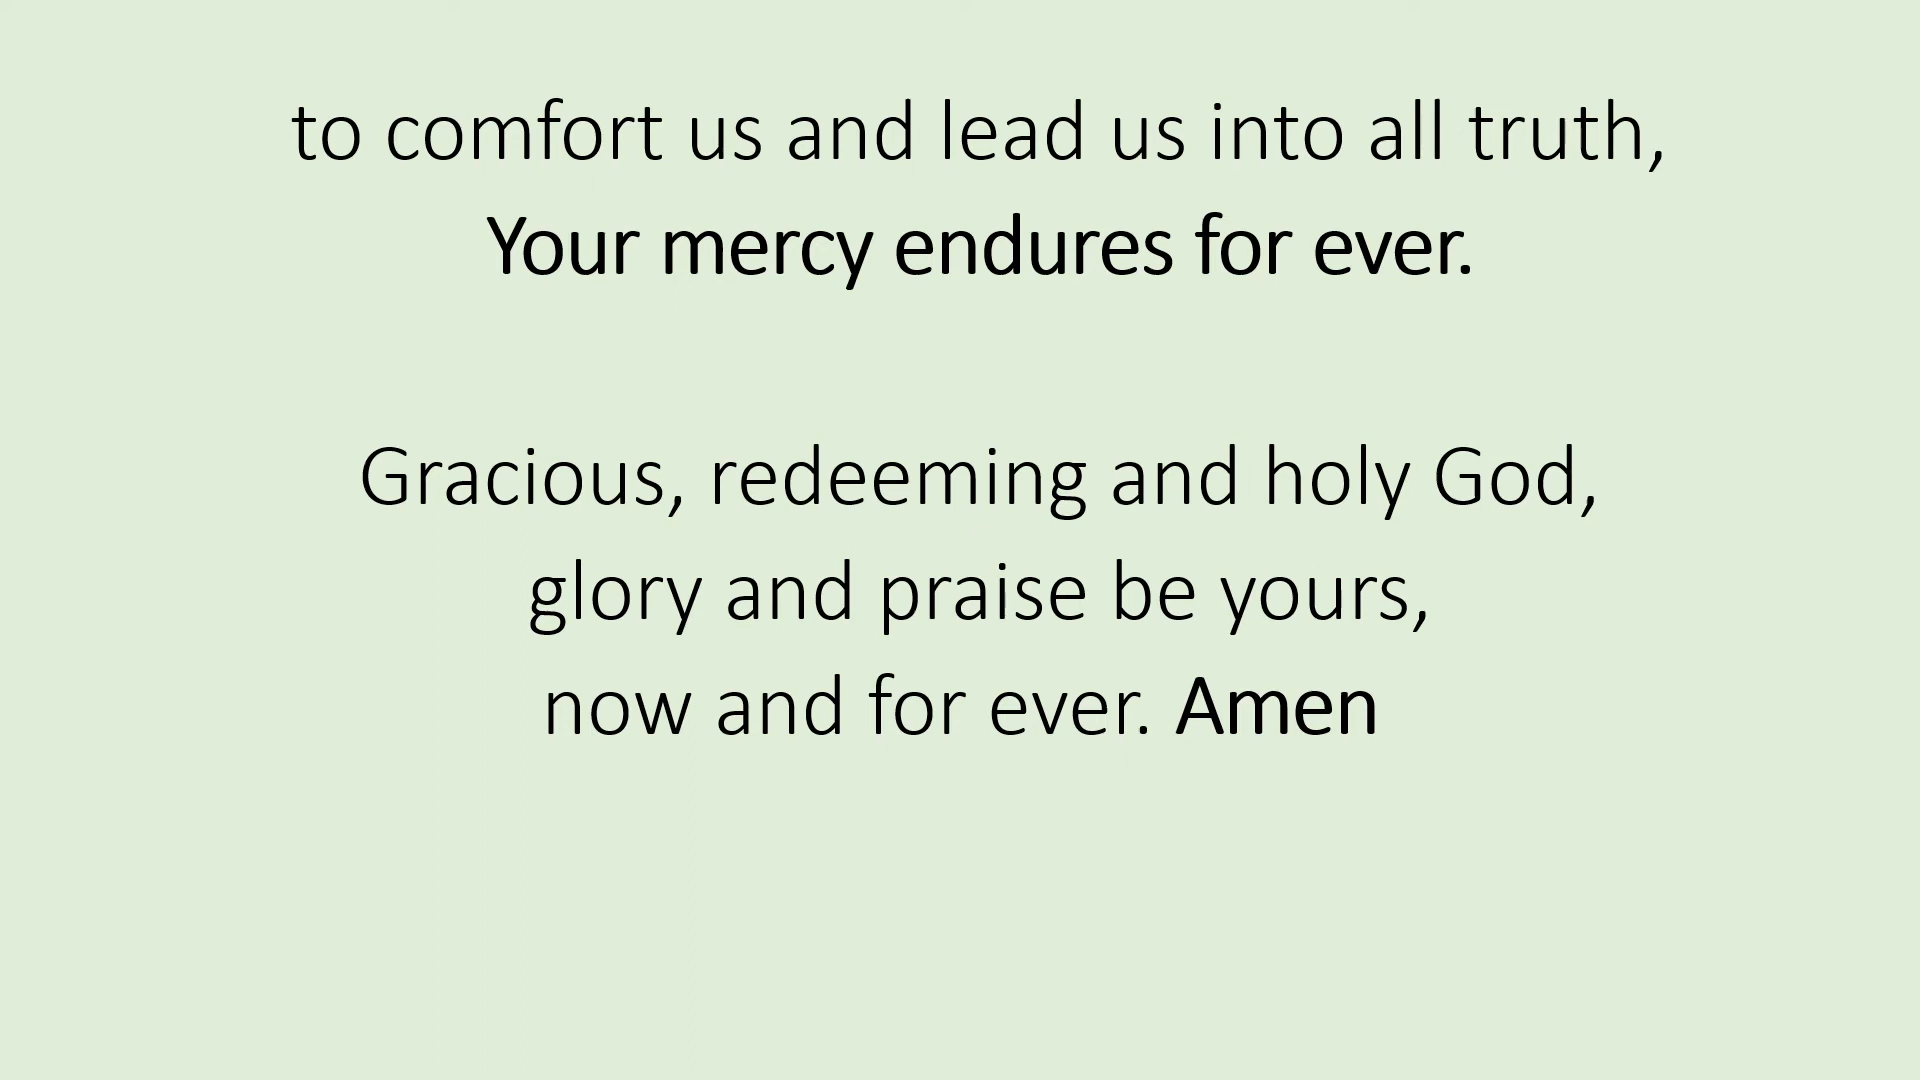 to comfort us and lead us into all truth,
Your mercy endures for ever.
Gracious, redeeming and holy God,
glory and praise be yours,
now and for ever. Amen